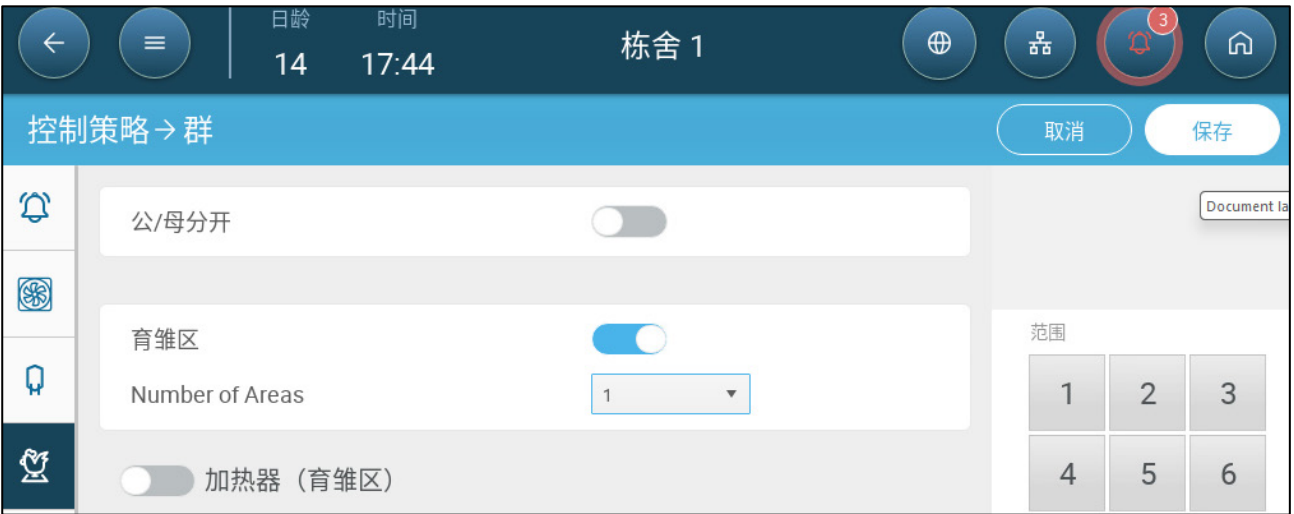 日龄 时间
14 17:44
栋舍 1
3
控制策略→群
取消
保存
Document la
公/母分开
育雏区
Number of Areas
1
加热器（育雏区）
范围
1 2 3
4 5 6